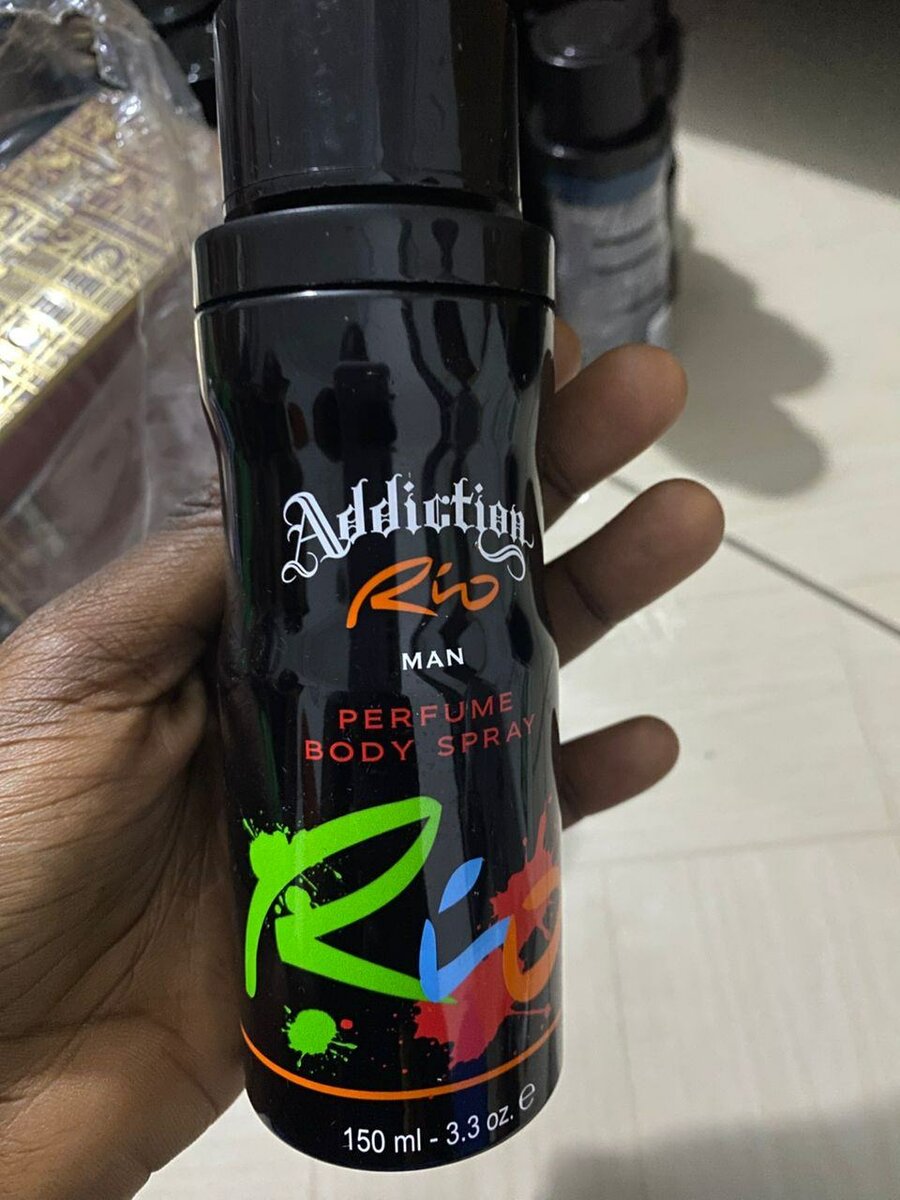 Addiction
Rio
MAN
PERFUME
BODY SPRAY
Rio
150 ml - 3.3 oz. e